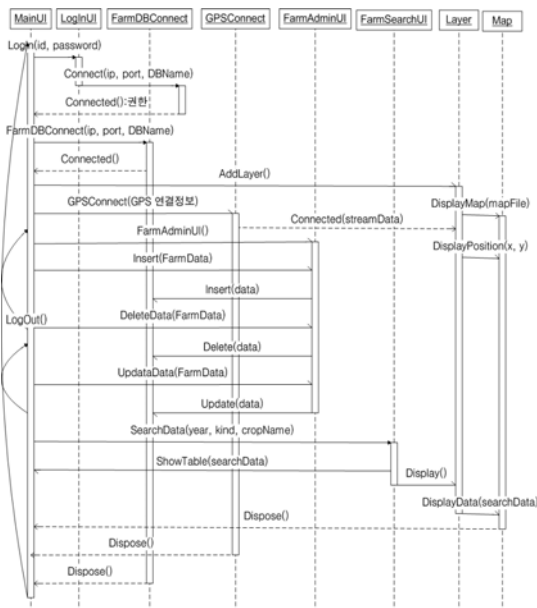 MainUI LogInUI FarmDBConnect GPSConnect FarmAdminUI FarmSearchUI Layer Map
Login(id, password)
Connect(ip, port, DBName)
Connected():권한
FarmDBConnect(ip, port, DBName)
Connected()
AddLayer()
DisplayMap(mapFile)
GPSConnect(GPS 연결정보)
Connected(streamData)
FarmAdminUI()
DisplayPosition(x, y)
Insert(FarmData)
Insert(data)
LogOut()
DeleteData(FarmData)
Delete(data)
UpdataData(FarmData)
Update(data)
SearchData(year, kind, cropName)
ShowTable(searchData)
Display()
DisplayData(searchData)
Dispose()
Dispose()
Dispose()